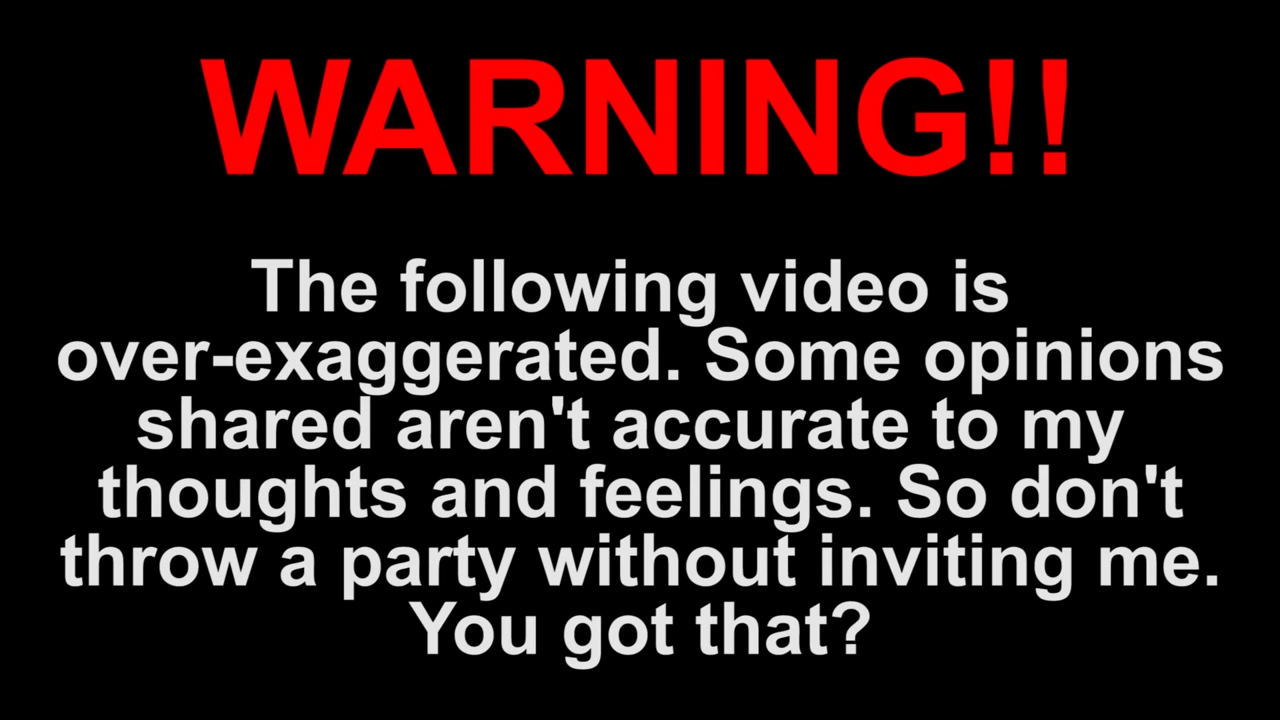 WARNING!!
The following video is
over-exaggerated. Some opinions
shared aren't accurate to my
thoughts and feelings. So don't
throw a party without inviting me.
You got that?